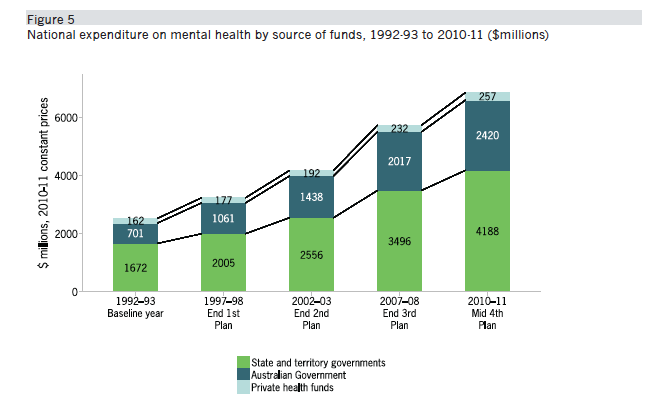 Figure 5
National expenditure on mental health by source of funds, 1992-93 to 2010-11 ($millions)
$ millions, 2010-11 constant prices
6000
4000
2000
0
162
701
1672
177
1061
2005
192
1438
2556
232
2017
3496
257
2420
4188
1992–93
Baseline year
1997–98
End 1st
Plan
2002–03
End 2nd
Plan
2007–08
End 3rd
Plan
2010–11
Mid 4th
Plan
State and territory governments
Australian Government
Private health funds